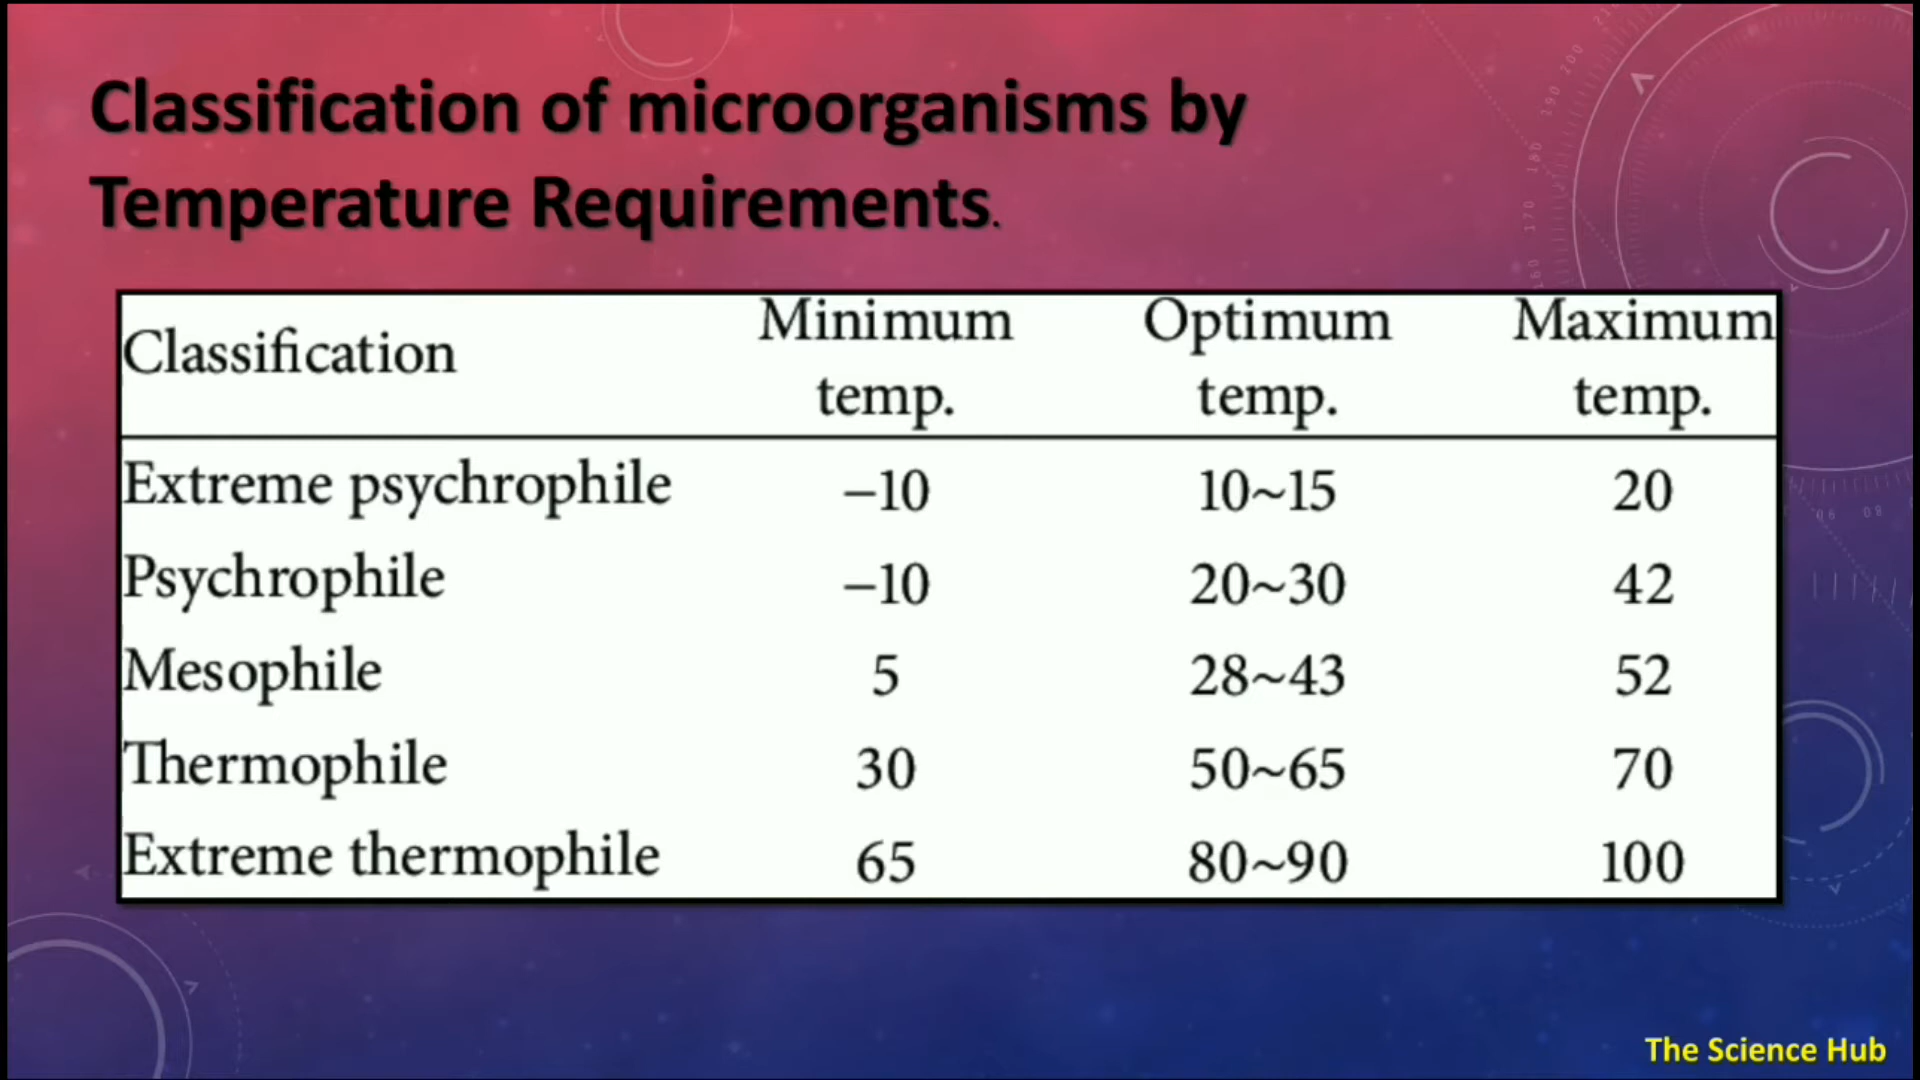 Classification of microorganisms by
Temperature Requirements.
Classification Minimum temp. Optimum temp. Maximum temp.
Extreme psychrophile −10 10~15 20
Psychrophile −10 20~30 42
Mesophile 5 28~43 52
Thermophile 30 50~65 70
Extreme thermophile 65 80~90 100
The Science Hub